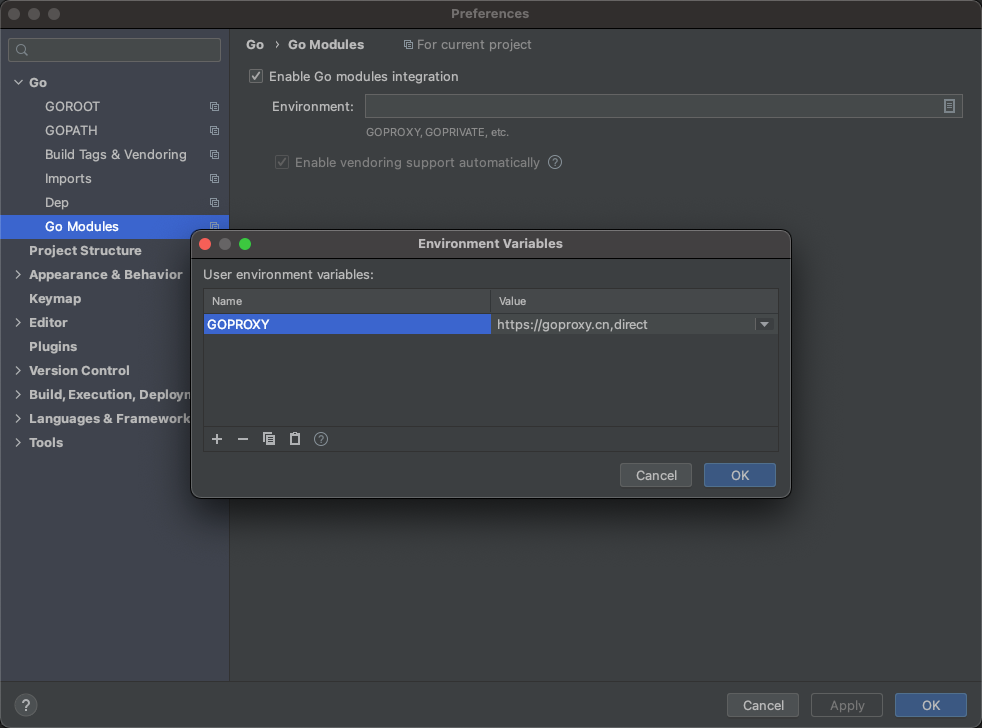 Preferences
Go
GOROOT
GOPATH
Build Tags & Vendoring
Imports
Dep
Go Modules
Project Structure
Appearance & Behavior
Keymap
Editor
Plugins
Version Control
Build, Execution, Deployn
Languages & Framework
Tools
Go › Go Modules For current project
Enable Go modules integration
Environment:
GOPROXY, GOPRIVATE, etc.
Enable vendoring support automatically ?
Environment Variables
User environment variables:
Name Value
GOPROXY https://goproxy.cn,direct
?
Cancel OK
? Cancel Apply OK